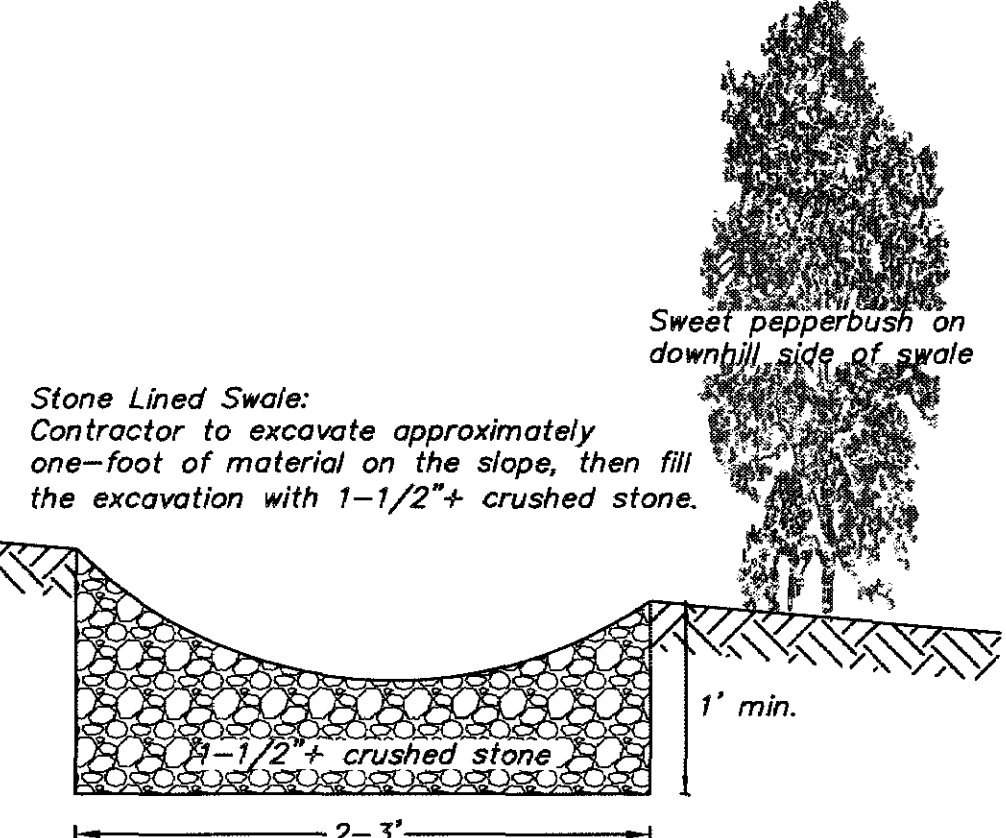 Sweet pepperbush on
downhill side of swale
Stone Lined Swale:
Contractor to excavate approximately
one-foot of material on the slope, then fill
the excavation with 1-1/2"+ crushed stone.
1' min.
1-1/2"+ crushed stone
2-3'